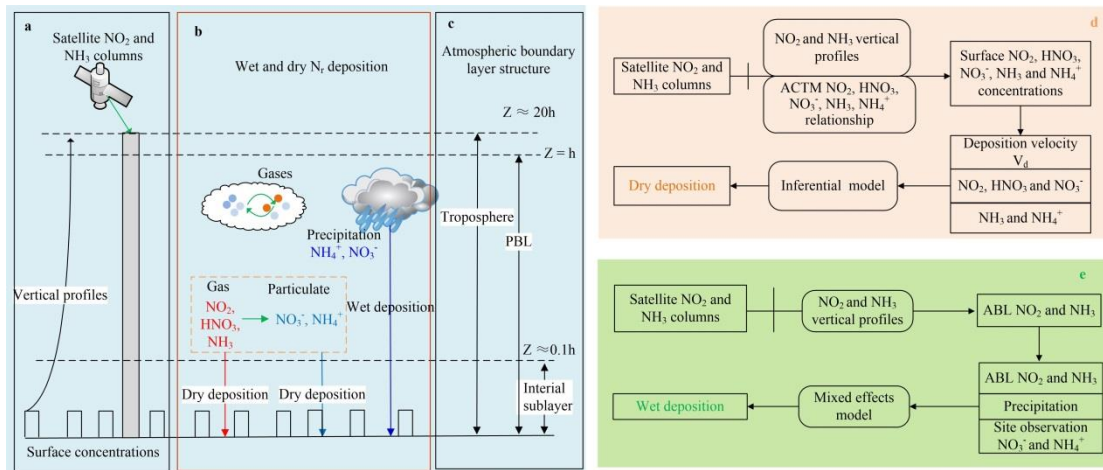 a
Satellite NO₂ and
NH₃ columns
Vertical profiles
Surface concentrations
b
Wet and dry Nᵣ deposition
Gases
Precipitation
NH₄⁺, NO₃⁻
Gas
NO₂,
HNO₃,
NH₃
Particulate
NO₃⁻, NH₄⁺
Wet deposition
Dry deposition
Dry deposition
c
Atmospheric boundary
layer structure
Z ≈ 20h
Z = h
Troposphere
PBL
Z ≈0.1h
Interial
sublayer
d
Satellite NO₂ and
NH₃ columns
NO₂ and NH₃
vertical
profiles
ACTM NO₂, HNO₃,
NO₃⁻, NH₃, NH₄⁺
relationship
Surface NO₂, HNO₃,
NO₃⁻, NH₃ and NH₄⁺
concentrations
Deposition velocity
V_d
NO₂, HNO₃ and NO₃⁻
NH₃ and NH₄⁺
Inferential model
Dry deposition
e
Satellite NO₂ and
NH₃ columns
NO₂ and NH₃
vertical profiles
ABL NO₂ and NH₃
ABL NO₂ and NH₃
Precipitation
Site observation
NO₃⁻ and NH₄⁺
Mixed effects
model
Wet deposition